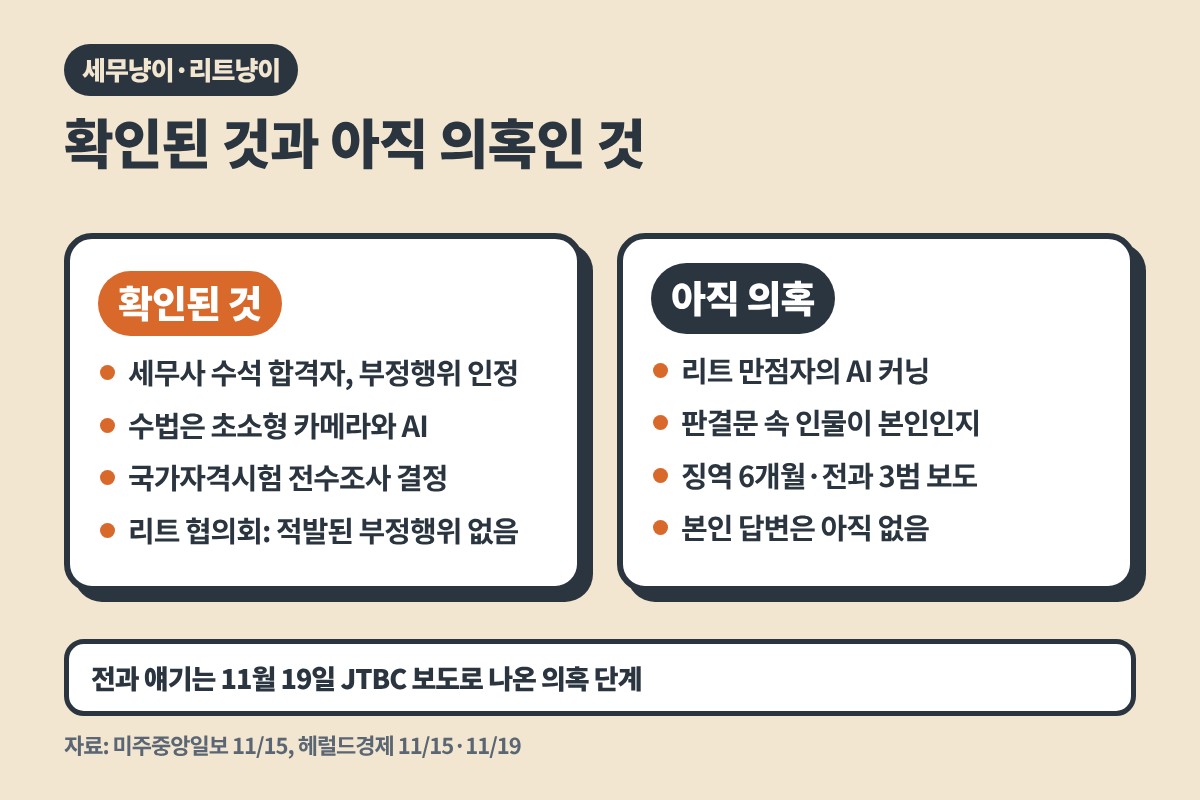 세무냥이·리트냥이
확인된 것과 아직 의혹인 것
확인된 것
세무사 수석 합격자, 부정행위 인정
수법은 초소형 카메라와 AI
국가자격시험 전수조사 결정
리트 협의회: 적발된 부정행위 없음
아직 의혹
리트 만점자의 AI 커닝
판결문 속 인물이 본인인지
징역 6개월·전과 3범 보도
본인 답변은 아직 없음
전과 얘기는 11월 19일 JTBC 보도로 나온 의혹 단계
자료: 미주중앙일보 11/15, 헤럴드경제 11/15·11/19